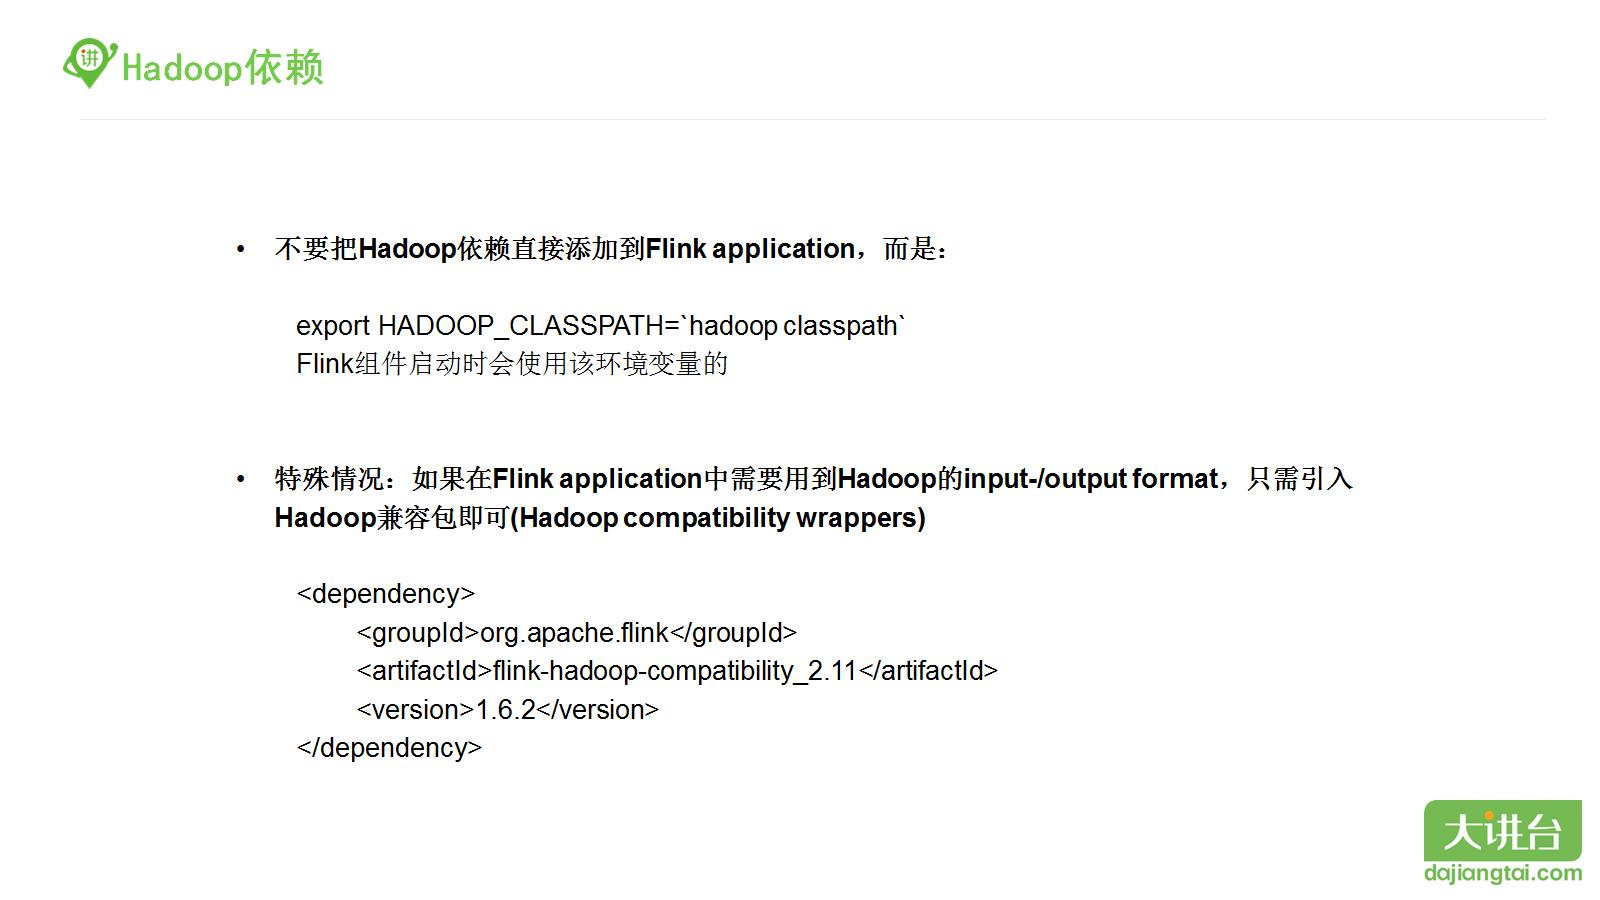 讲
Hadoop依赖
• 不要把Hadoop依赖直接添加到Flink application，而是：
export HADOOP_CLASSPATH=`hadoop classpath`
Flink组件启动时会使用该环境变量的
• 特殊情况：如果在Flink application中需要用到Hadoop的input-/output format，只需引入
Hadoop兼容包即可(Hadoop compatibility wrappers)
<dependency>
<groupId>org.apache.flink</groupId>
<artifactId>flink-hadoop-compatibility_2.11</artifactId>
<version>1.6.2</version>
</dependency>
大讲台
dajiangtai.com